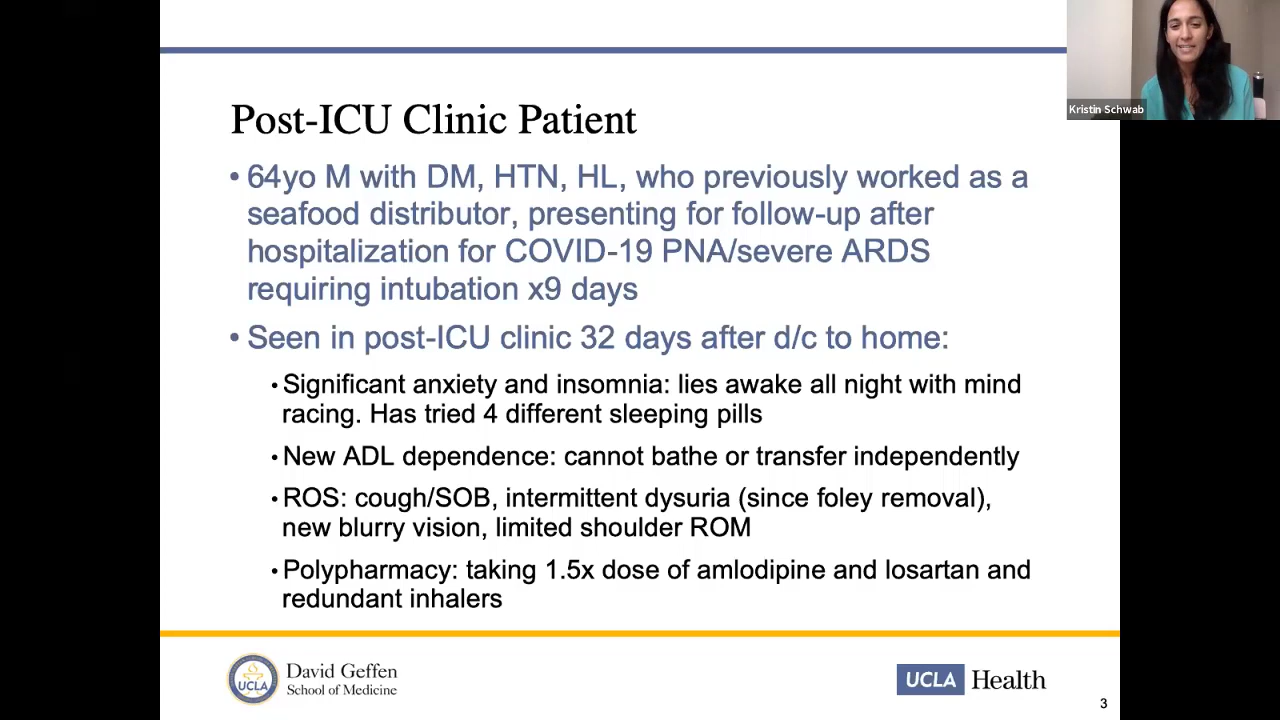 Kristin Schwab
Post-ICU Clinic Patient
• 64yo M with DM, HTN, HL, who previously worked as a
seafood distributor, presenting for follow-up after
hospitalization for COVID-19 PNA/severe ARDS
requiring intubation x9 days
• Seen in post-ICU clinic 32 days after d/c to home:
• Significant anxiety and insomnia: lies awake all night with mind
racing. Has tried 4 different sleeping pills
• New ADL dependence: cannot bathe or transfer independently
• ROS: cough/SOB, intermittent dysuria (since foley removal),
new blurry vision, limited shoulder ROM
• Polypharmacy: taking 1.5x dose of amlodipine and losartan and
redundant inhalers
UCLA
David Geffen
School of Medicine
UCLA Health
3